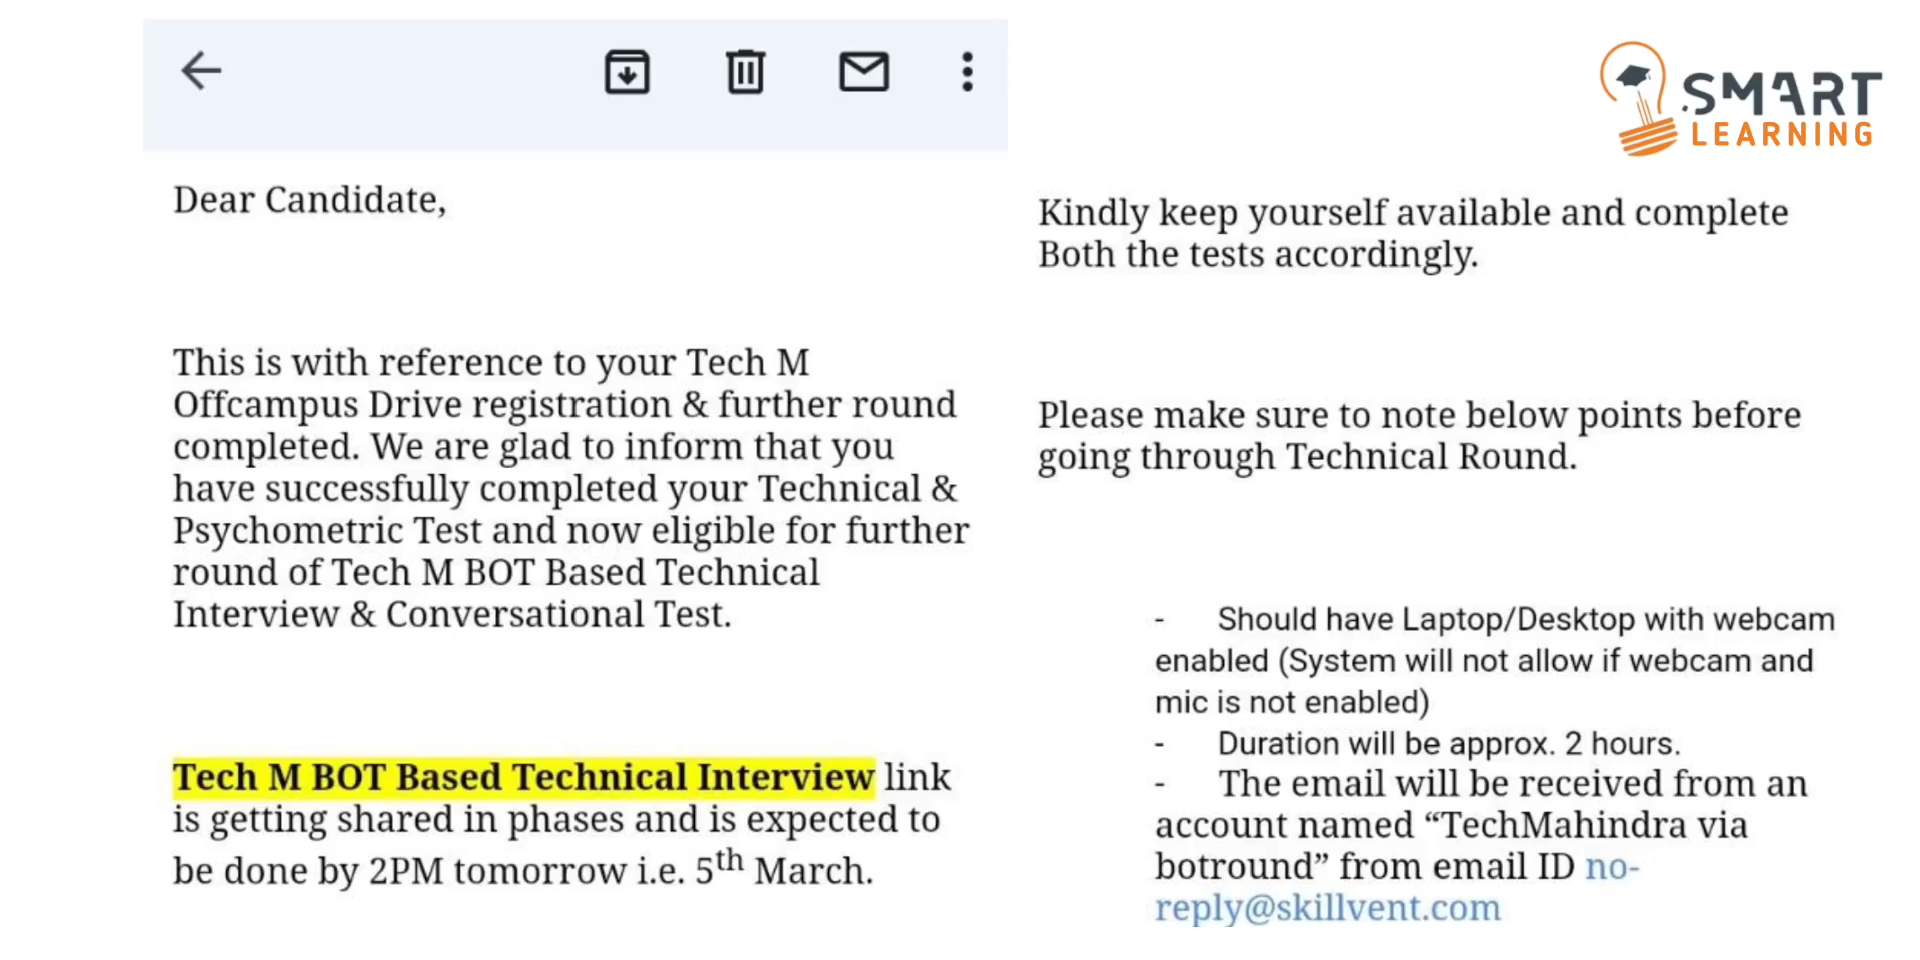 Dear Candidate,
This is with reference to your Tech M
Offcampus Drive registration & further round
completed. We are glad to inform that you
have successfully completed your Technical &
Psychometric Test and now eligible for further
round of Tech M BOT Based Technical
Interview & Conversational Test.
Tech M BOT Based Technical Interview link
is getting shared in phases and is expected to
be done by 2PM tomorrow i.e. 5th March.
SMART
LEARNING
Kindly keep yourself available and complete
Both the tests accordingly.
Please make sure to note below points before
going through Technical Round.
- Should have Laptop/Desktop with webcam
enabled (System will not allow if webcam and
mic is not enabled)
- Duration will be approx. 2 hours.
- The email will be received from an
account named “TechMahindra via
botround” from email ID no-
reply@skillvent.com